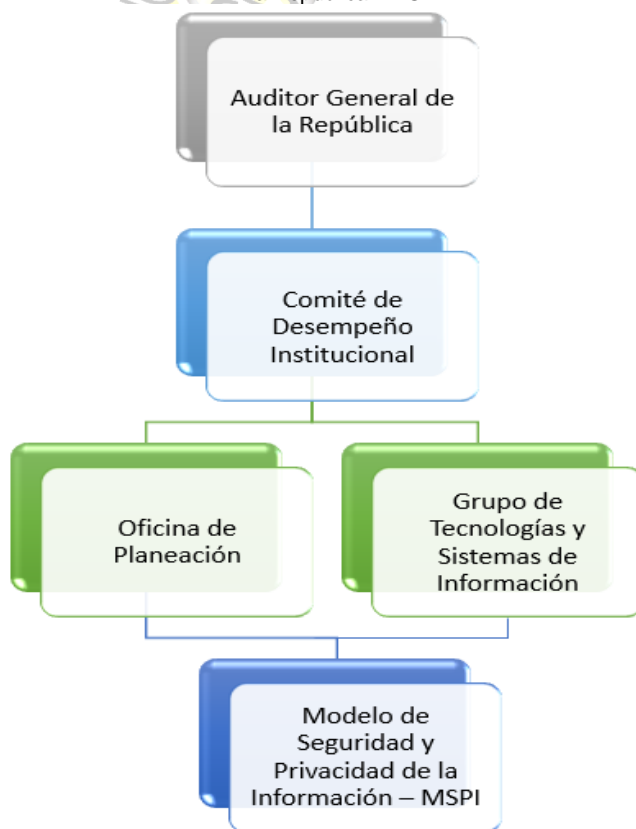 Auditor General de
la República
Comité de
Desempeño
Institucional
Oficina de
Planeación
Grupo de
Tecnologías y
Sistemas de
Información
Modelo de
Seguridad y
Privacidad de la
Información – MSPI